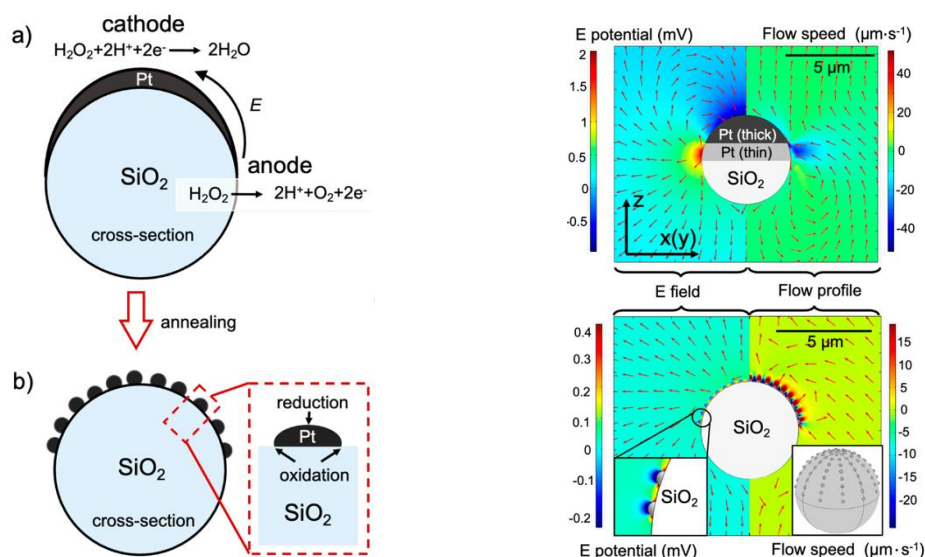 a)
cathode
H₂O₂+2H⁺+2e⁻ → 2H₂O
Pt
E
SiO₂
anode
H₂O₂ → 2H⁺+O₂+2e⁻
cross-section
annealing
b)
SiO₂
cross-section
reduction
Pt
oxidation
SiO₂
E potential (mV)
Flow speed (µm·s⁻¹)
2
1.5
1
0.5
0
-0.5
5 µm
Pt (thick)
Pt (thin)
SiO₂
z
x(y)
40
20
0
-20
-40
E field
Flow profile
0.4
0.3
0.2
0.1
0
-0.1
-0.2
5 µm
SiO₂
SiO₂
15
10
5
0
-5
-10
-15
-20
E potential (mV)
Flow speed (µm·s⁻¹)